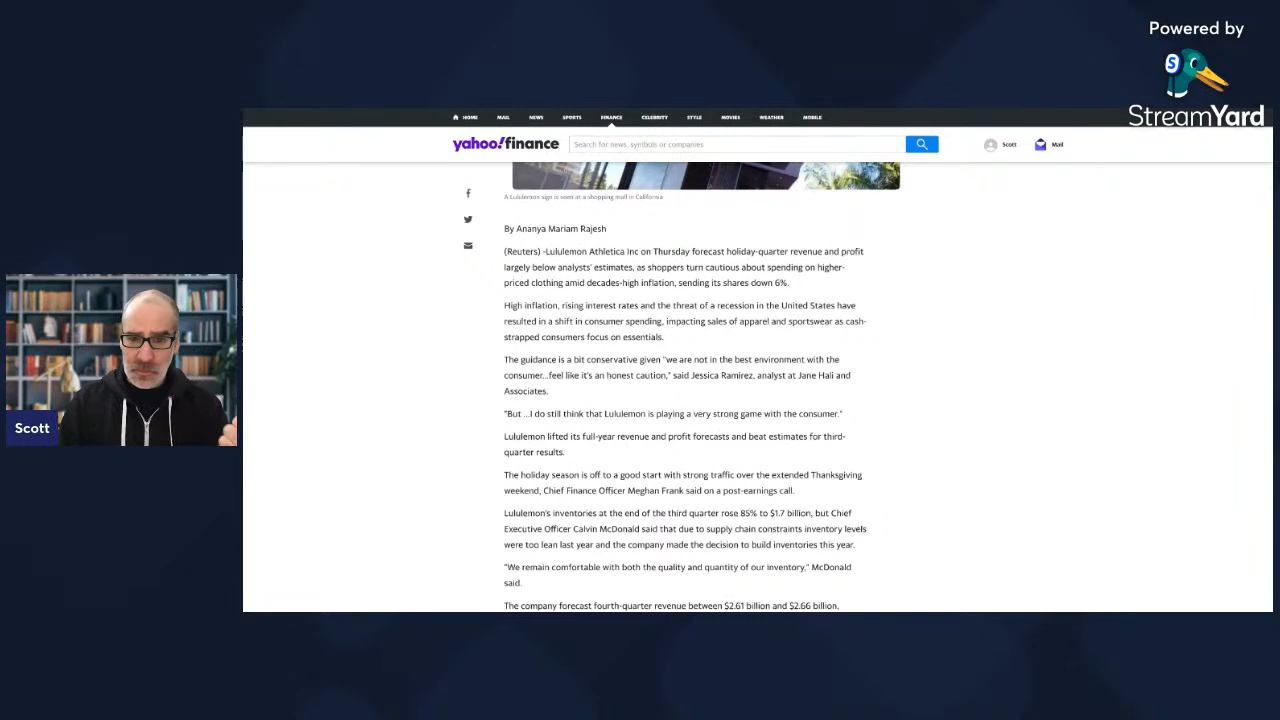 Powered by
StreamYard
HOME MAIL NEWS SPORTS FINANCE CELEBRITY STYLE MOVIES WEATHER MOBILE
yahoo!finance
Search for news, symbols or companies
Scott
Mail
A Lululemon sign is seen at a shopping mall in California
By Ananya Mariam Rajesh
(Reuters) -Lululemon Athletica Inc on Thursday forecast holiday-quarter revenue and profit
largely below analysts' estimates, as shoppers turn cautious about spending on higher-
priced clothing amid decades-high inflation, sending its shares down 6%.
High inflation, rising interest rates and the threat of a recession in the United States have
resulted in a shift in consumer spending, impacting sales of apparel and sportswear as cash-
strapped consumers focus on essentials.
The guidance is a bit conservative given "we are not in the best environment with the
consumer...feel like it's an honest caution," said Jessica Ramirez, analyst at Jane Hali and
Associates.
"But ...I do still think that Lululemon is playing a very strong game with the consumer."
Lululemon lifted its full-year revenue and profit forecasts and beat estimates for third-
quarter results.
The holiday season is off to a good start with strong traffic over the extended Thanksgiving
weekend, Chief Finance Officer Meghan Frank said on a post-earnings call.
Lululemon's inventories at the end of the third quarter rose 85% to $1.7 billion, but Chief
Executive Officer Calvin McDonald said that due to supply chain constraints inventory levels
were too lean last year and the company made the decision to build inventories this year.
"We remain comfortable with both the quality and quantity of our inventory," McDonald
said.
The company forecast fourth-quarter revenue between $2.61 billion and $2.66 billion,
Scott